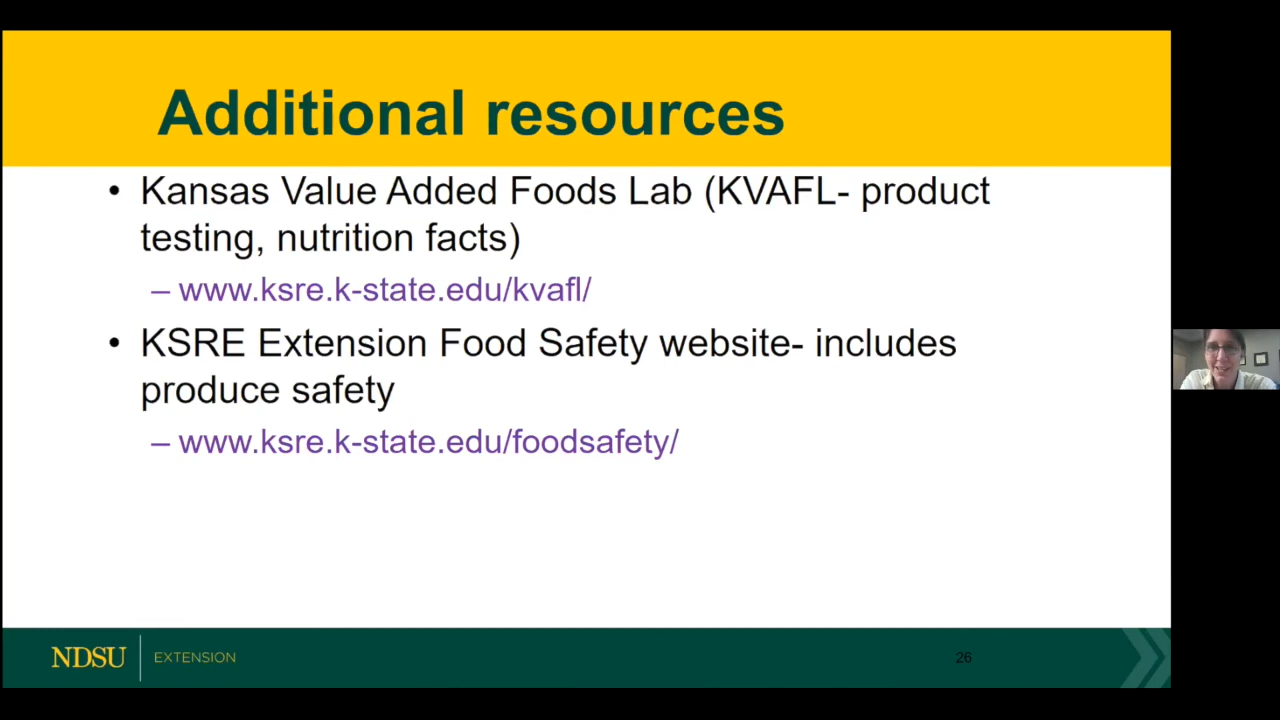 Additional resources
• Kansas Value Added Foods Lab (KVAFL- product
testing, nutrition facts)
– www.ksre.k-state.edu/kvafl/
• KSRE Extension Food Safety website- includes
produce safety
– www.ksre.k-state.edu/foodsafety/
NDSU EXTENSION
26